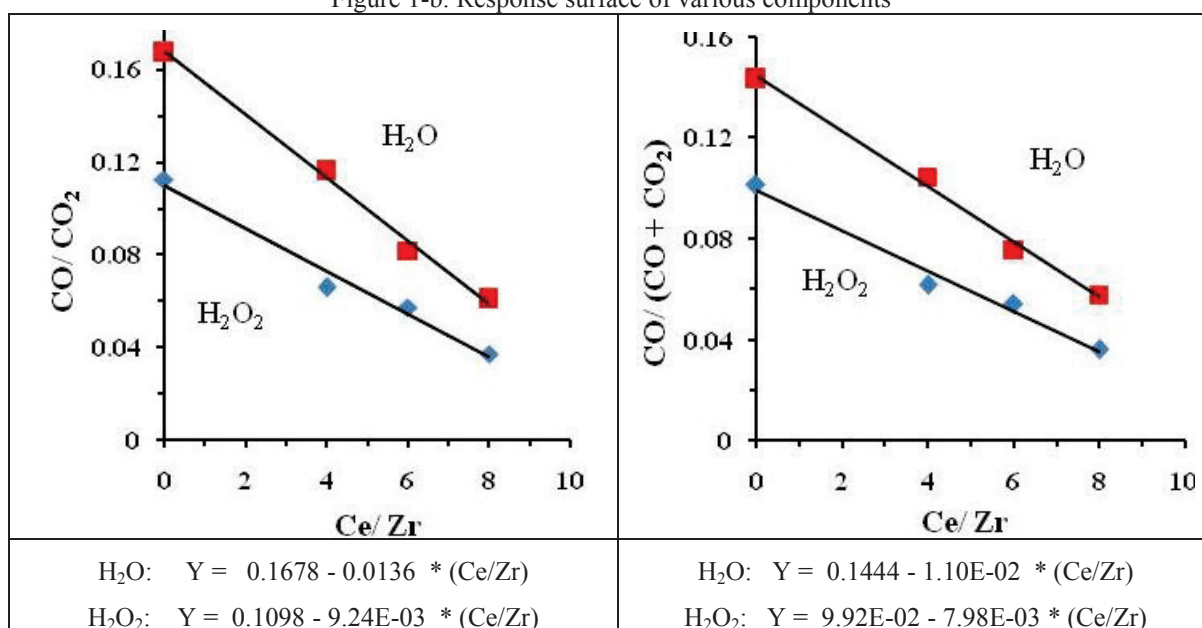 Figure 1-b. Response surface of various components
0.16
0.12
0.08
0.04
0
CO/ CO₂
H₂O
H₂O₂
0 2 4 6 8 10
Ce/ Zr
0.16
0.12
0.08
0.04
0
CO/ (CO + CO₂)
H₂O
H₂O₂
0 2 4 6 8 10
Ce/ Zr
H₂O: Y = 0.1678 - 0.0136 * (Ce/Zr)
H₂O₂: Y = 0.1098 - 9.24E-03 * (Ce/Zr)
H₂O: Y = 0.1444 - 1.10E-02 * (Ce/Zr)
H₂O₂: Y = 9.92E-02 - 7.98E-03 * (Ce/Zr)